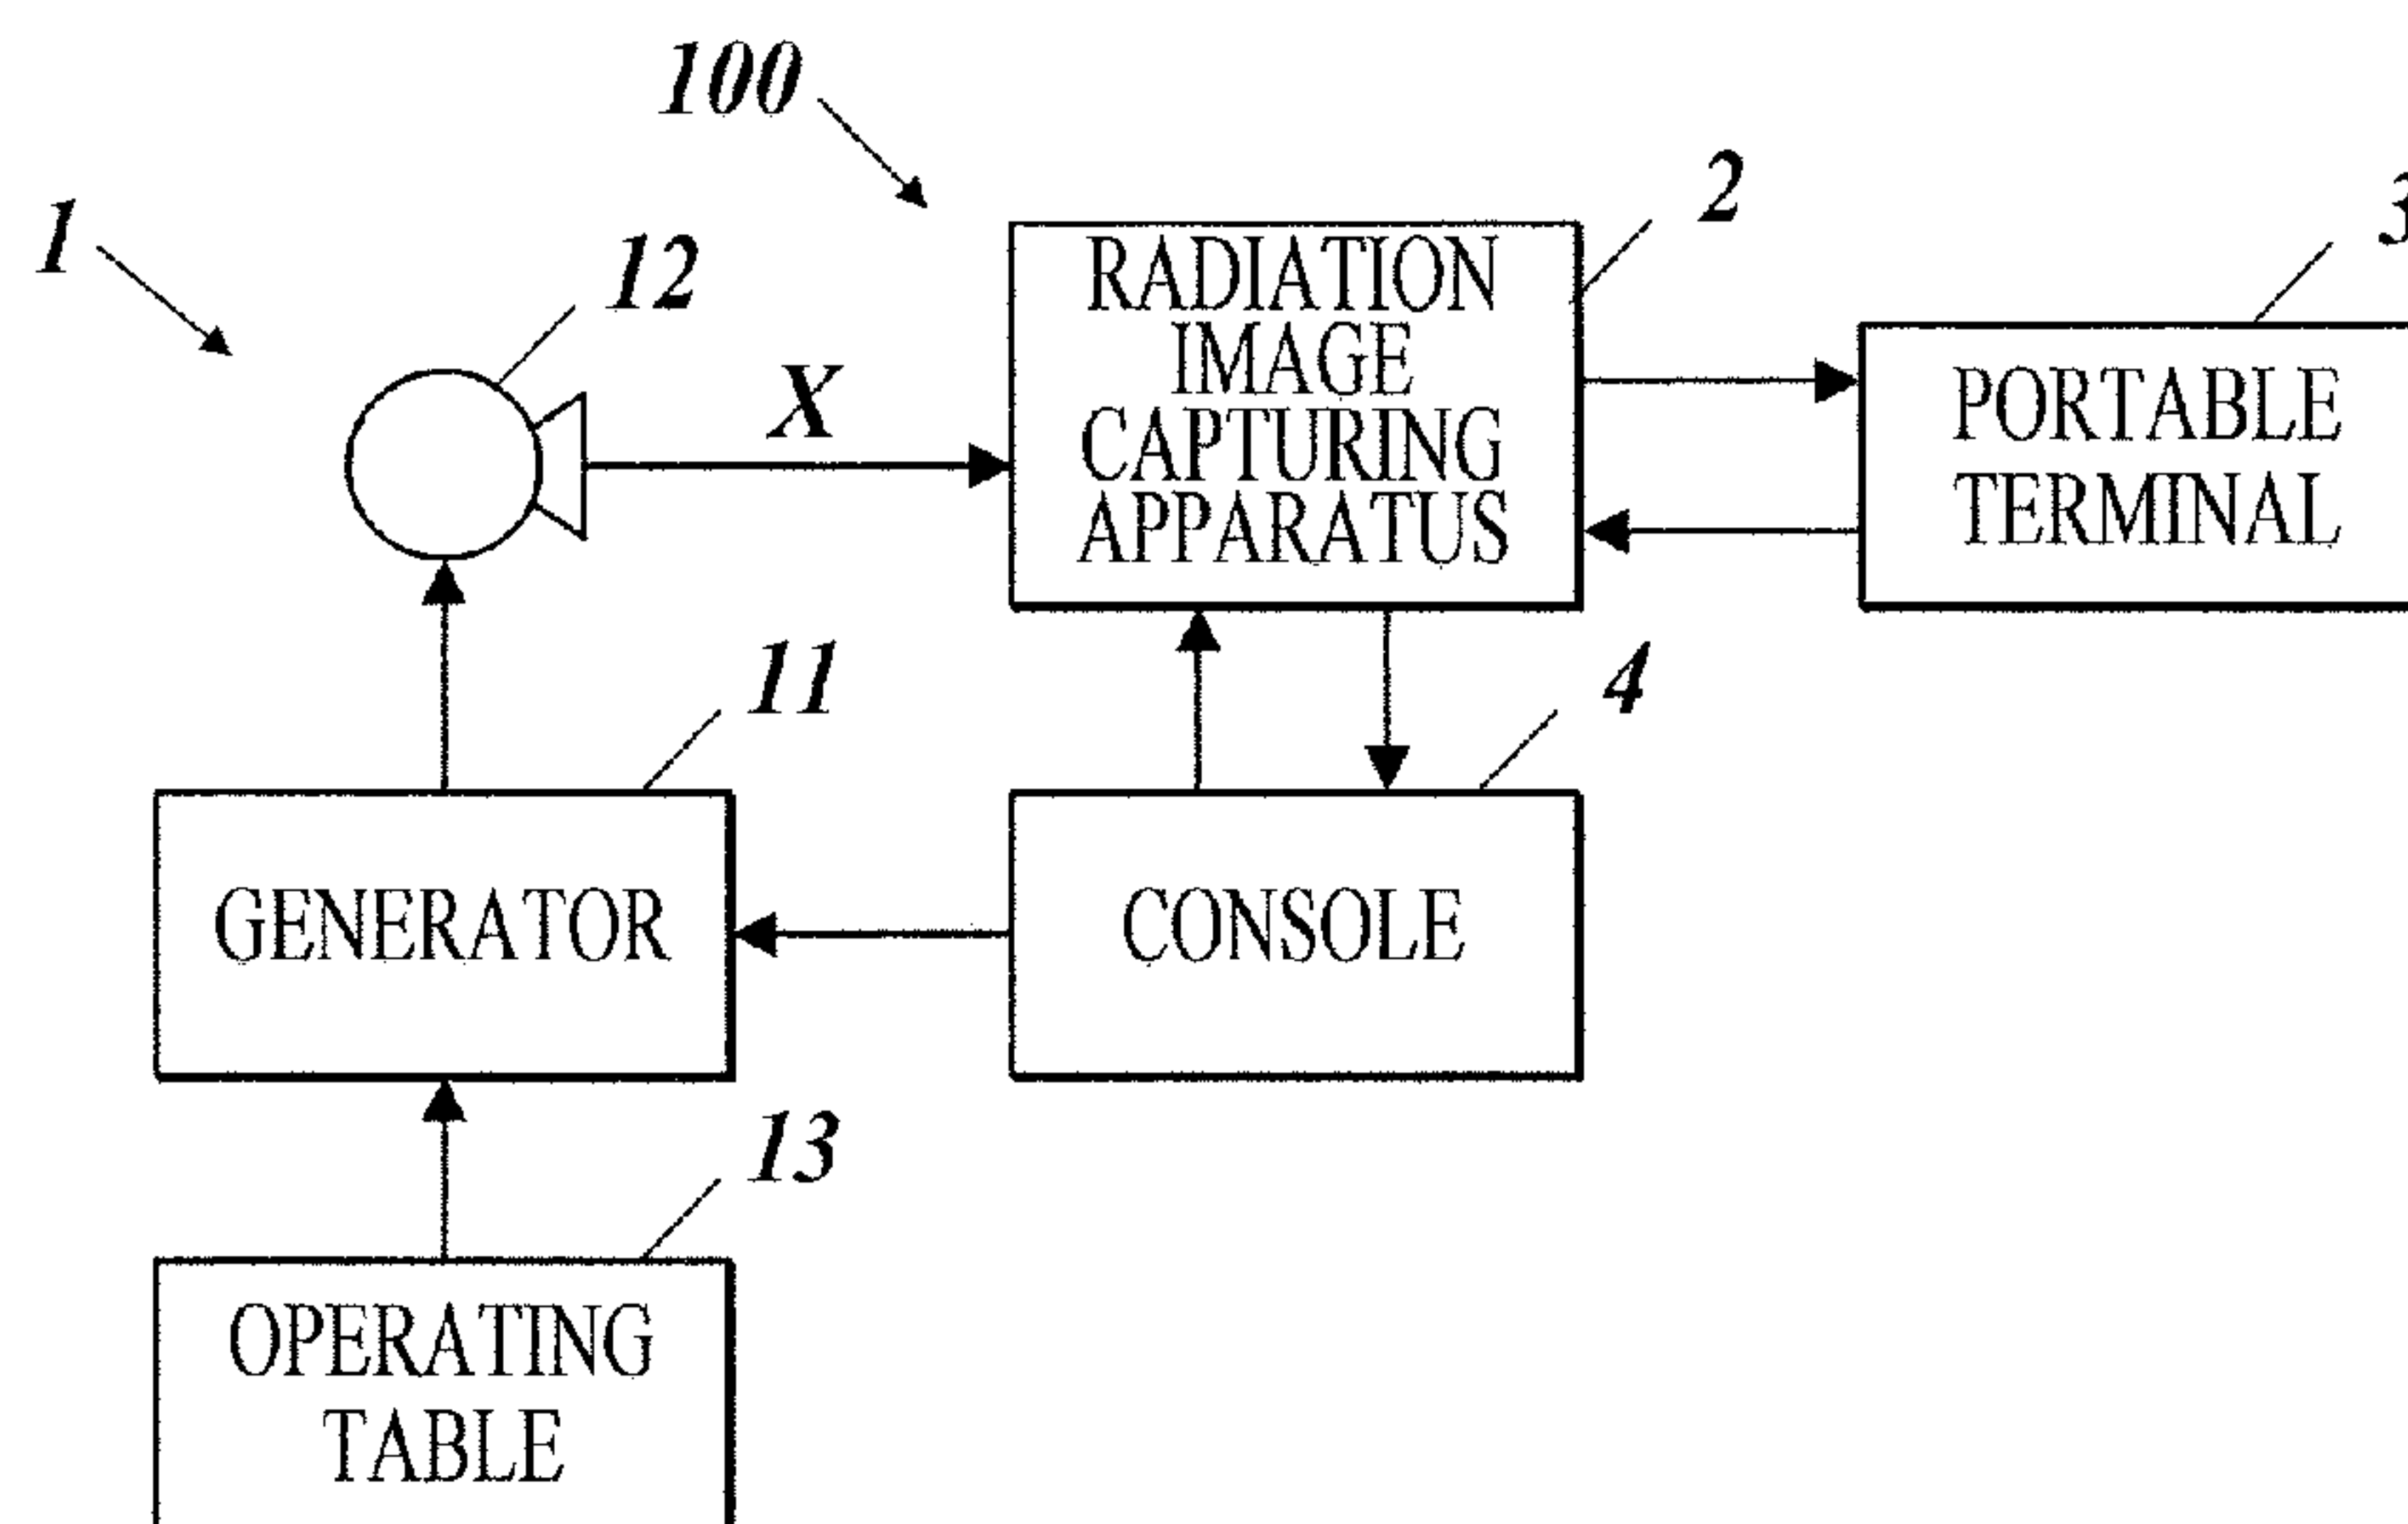 100
1
12
2
3
X
RADIATION
IMAGE
CAPTURING
APPARATUS
PORTABLE
TERMINAL
11
4
GENERATOR
CONSOLE
13
OPERATING
TABLE